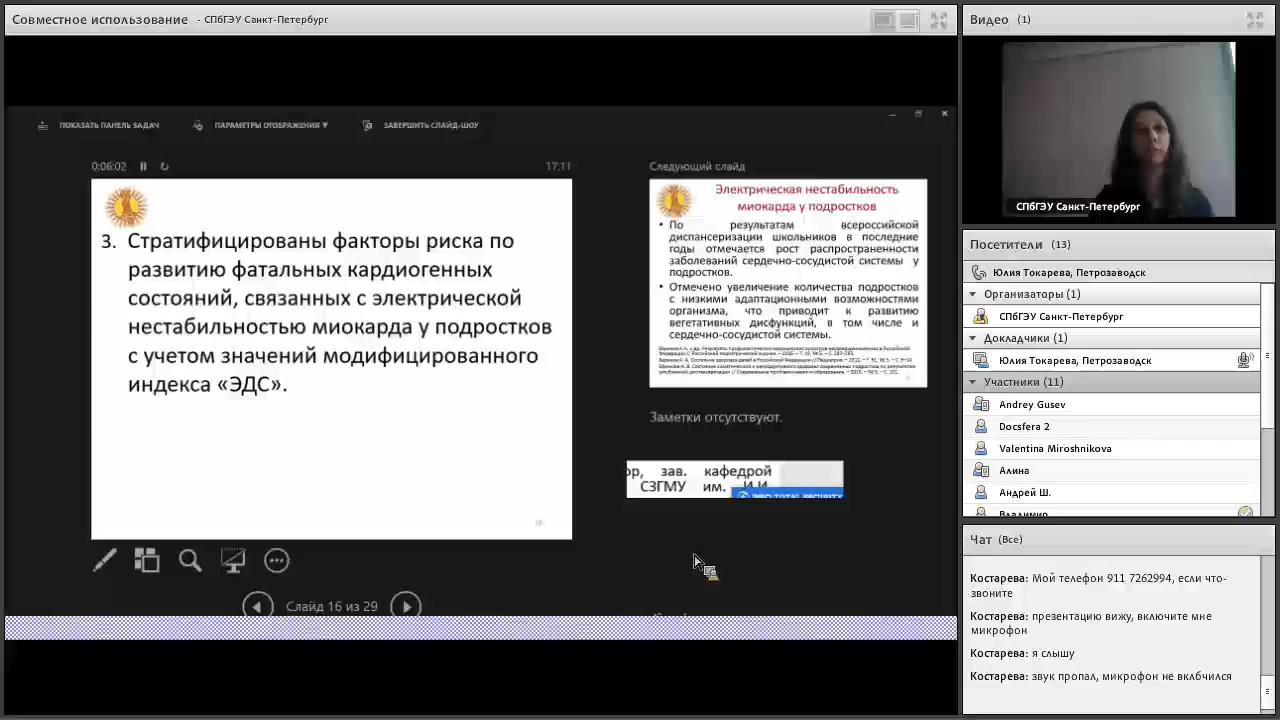 Совместное использование - СПбГЭУ Санкт-Петербург
ПОКАЗАТЬ ПАНЕЛЬ ЗАДАЧ
ПАРАМЕТРЫ ОТОБРАЖЕНИЯ ▼
ЗАВЕРШИТЬ СЛАЙД-ШОУ
0:06:02
17:11
3. Стратифицированы факторы риска по
развитию фатальных кардиогенных
состояний, связанных с электрической
нестабильностью миокарда у подростков
с учетом значений модифицированного
индекса «ЭДС».
Слайд 16 из 29
Следующий слайд
Электрическая нестабильность
миокарда у подростков
• По результатам всероссийской
диспансеризации школьников в последние
годы отмечается рост распространенности
заболеваний сердечно-сосудистой системы у
подростков.
• Отмечено увеличение количества подростков
с низкими адаптационными возможностями
организма, что приводит к развитию
вегетативных дисфункций, в том числе и
сердечно-сосудистой системы.
Заметки отсутствуют.
ор, зав. кафедрой
СЗГМУ им. И.И.
Видео (1)
СПбГЭУ Санкт-Петербург
Посетители (13)
Юлия Токарева, Петрозаводск
Организаторы (1)
СПбГЭУ Санкт-Петербург
Докладчики (1)
Юлия Токарева, Петрозаводск
Участники (11)
Andrey Gusev
Docsfera 2
Valentina Miroshnikova
Алина
Андрей Ш.
Владимир
Чат (Все)
Костарева: Мой телефон 911 7262994, если что-
звоните
Костарева: презентацию вижу, включите мне
микрофон
Костарева: я слышу
Костарева: звук пропал, микрофон не вклбчился